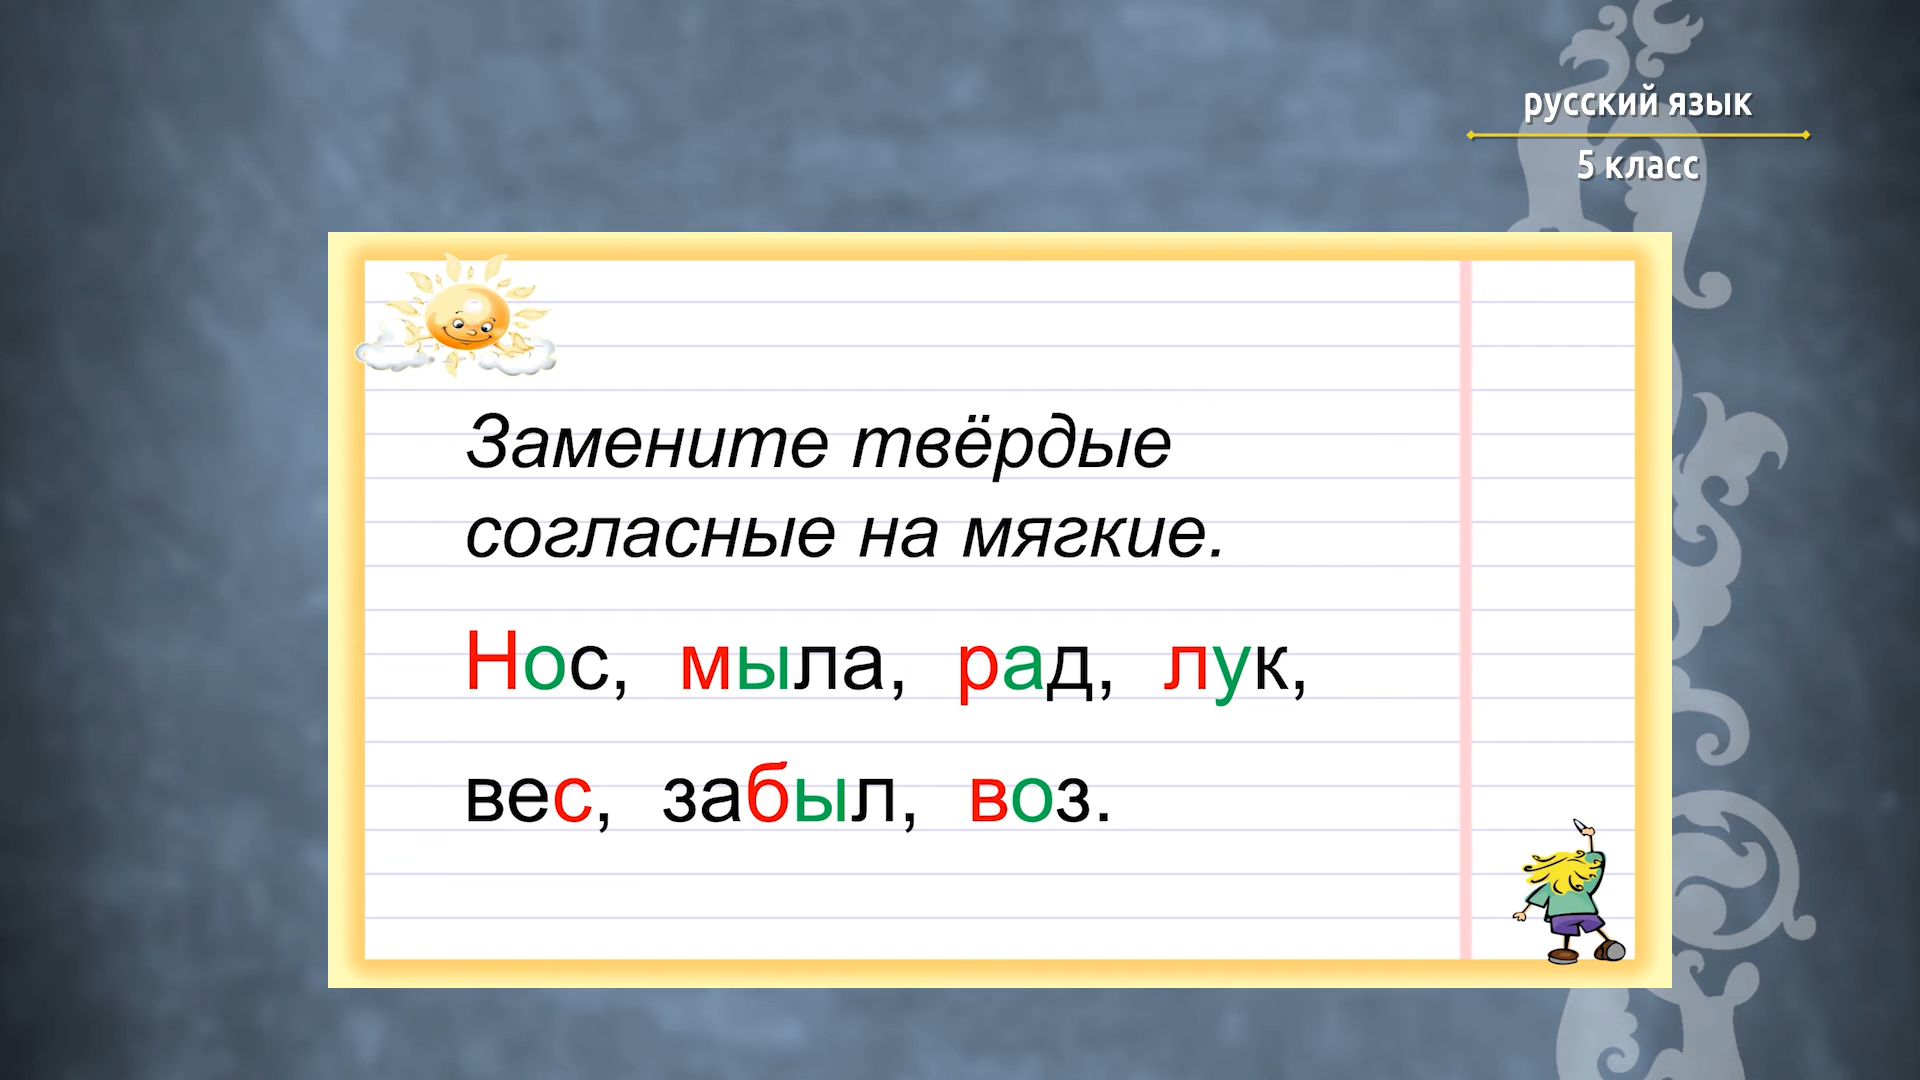 русский язык
5 класс
Замените твёрдые
согласные на мягкие.
Нос, мыла, рад, лук,
вес, забыл, воз.